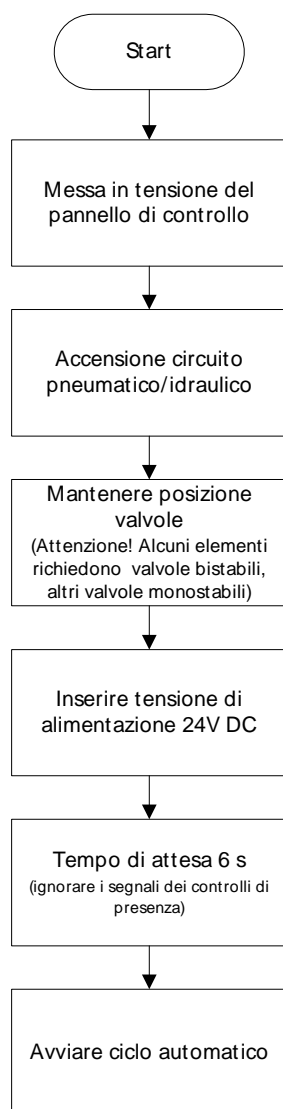 Start
Messa in tensione del
pannello di controllo
Accensione circuito
pneumatico/idraulico
Mantenere posizione
valvole
(Attenzione! Alcuni elementi
richiedono valvole bistabili,
altri valvole monostabili)
Inserire tensione di
alimentazione 24V DC
Tempo di attesa 6 s
(ignorare i segnali dei controlli di
presenza)
Avviare ciclo automatico